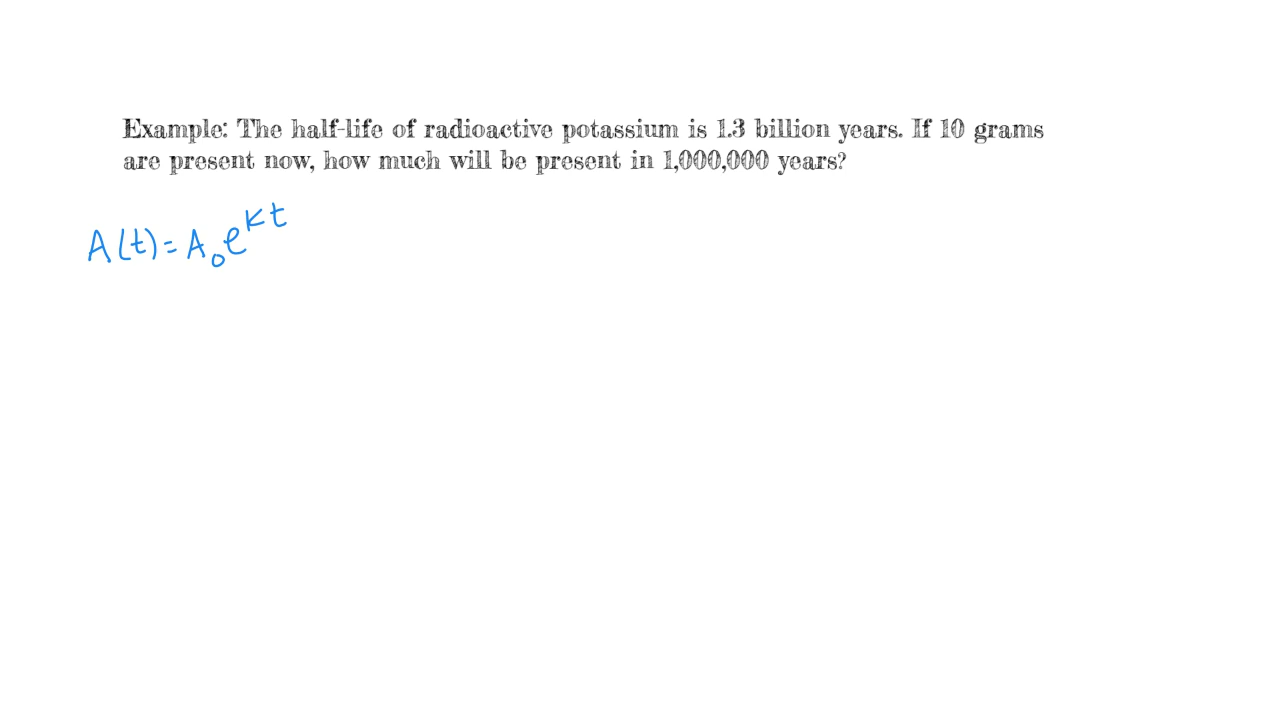 Example: The half-life of radioactive potassium is 1.3 billion years. If 10 grams
are present now, how much will be present in 1,000,000 years?
A(t) = A₀e^{kt}